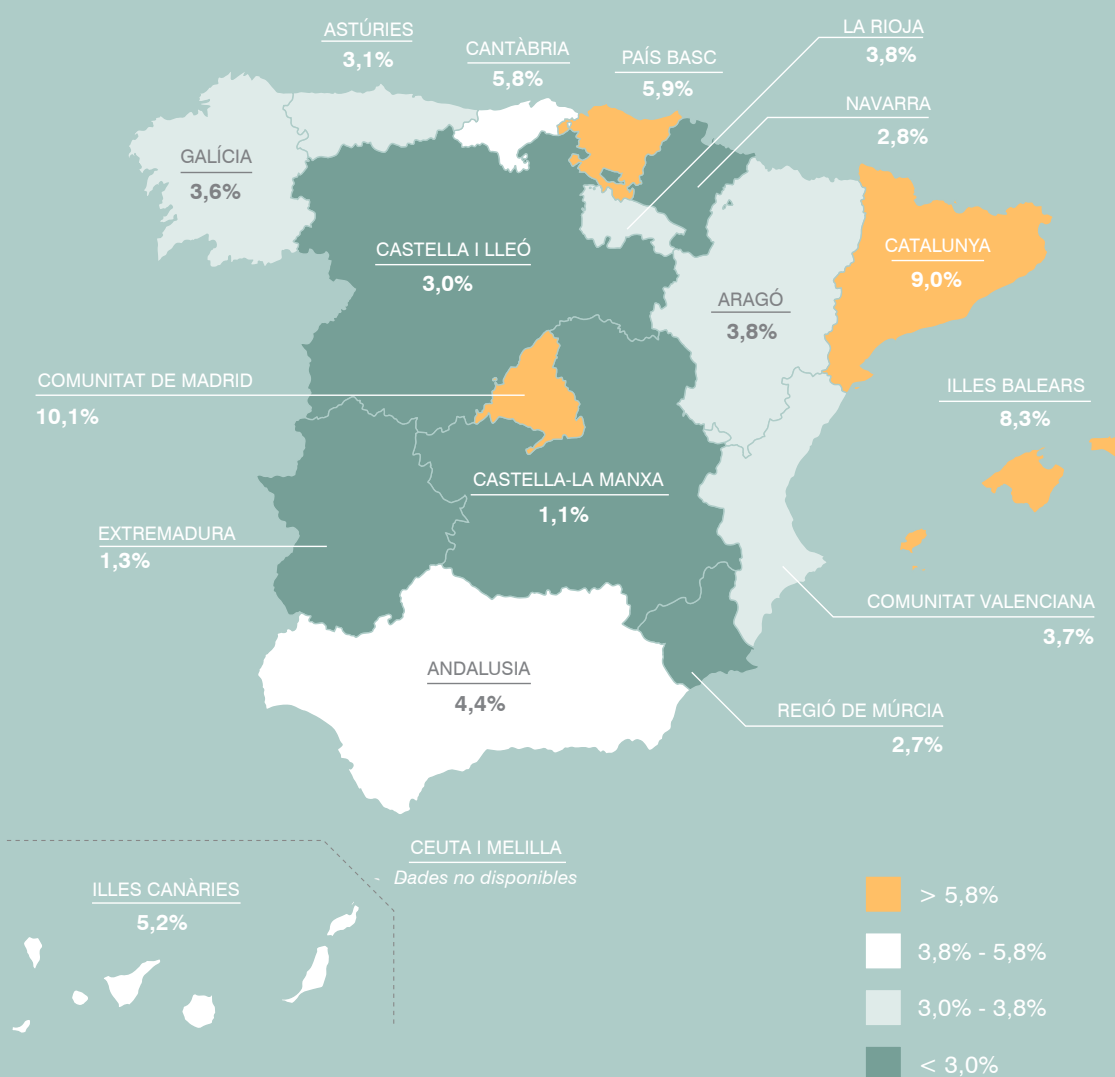 ASTÚRIES
3,1%
CANTÀBRIA
5,8%
PAÍS BASC
5,9%
LA RIOJA
3,8%
NAVARRA
2,8%
GALÍCIA
3,6%
CASTELLA I LLEÓ
3,0%
CATALUNYA
9,0%
ARAGÓ
3,8%
COMUNITAT DE MADRID
10,1%
ILLES BALEARS
8,3%
CASTELLA-LA MANXA
1,1%
EXTREMADURA
1,3%
COMUNITAT VALENCIANA
3,7%
ANDALUSIA
4,4%
REGIÓ DE MÚRCIA
2,7%
CEUTA I MELILLA
- Dades no disponibles
ILLES CANÀRIES
5,2%
> 5,8%
3,8% - 5,8%
3,0% - 3,8%
< 3,0%